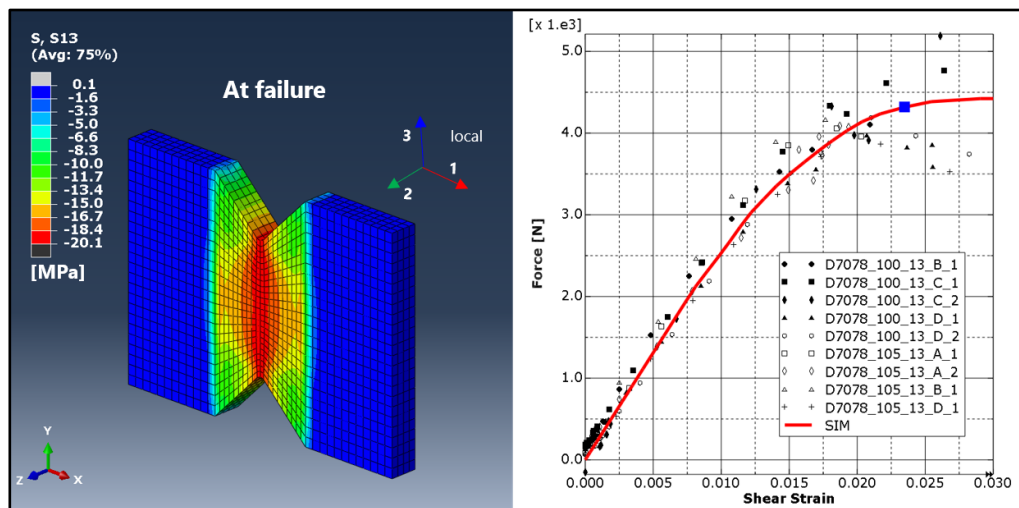 S, S13
(Avg: 75%)
0.1
-1.6
-3.3
-5.0
-6.6
-8.3
-10.0
-11.7
-13.4
-15.0
-16.7
-18.4
-20.1
[MPa]
At failure
3
local
1
2
Y
Z
X
[x 1.e3]
5.0
4.0
3.0
2.0
1.0
0.0
Force [N]
D7078_100_13_B_1
D7078_100_13_C_1
D7078_100_13_C_2
D7078_100_13_D_1
D7078_100_13_D_2
D7078_105_13_A_1
D7078_105_13_A_2
D7078_105_13_B_1
D7078_105_13_D_1
SIM
0.000 0.005 0.010 0.015 0.020 0.025 0.030
Shear Strain